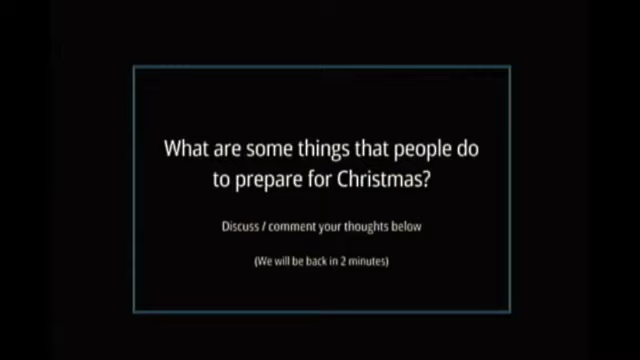 What are some things that people do
to prepare for Christmas?
Discuss / comment your thoughts below
(We will be back in 2 minutes)